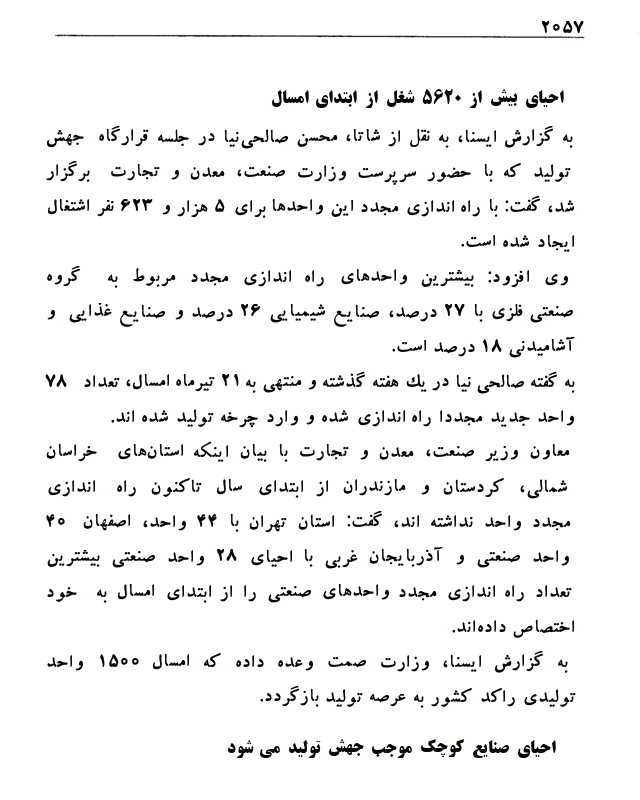 ۲۰۵۷
احیای بیش از ۵۶۲۰ شغل از ابتدای امسال
به گزارش ایسنا، به نقل از شاتا، محسن صالحی‌نیا در جلسه قرارگاه جهش
تولید که با حضور سرپرست وزارت صنعت، معدن و تجارت برگزار
شد، گفت: با راه اندازی مجدد این واحدها برای ۵ هزار و ۶۲۳ نفر اشتغال
ایجاد شده است.
وی افزود: بیشترین واحدهای راه اندازی مجدد مربوط به گروه
صنعتی فلزی با ۲۷ درصد، صنایع شیمیایی ۲۶ درصد و صنایع غذایی و
آشامیدنی ۱۸ درصد است.
به گفته صالحی نیا در یك هفته گذشته و منتهی به ۲۱ تیرماه امسال، تعداد ۷۸
واحد جدید مجددا راه اندازی شده و وارد چرخه تولید شده اند.
معاون وزیر صنعت، معدن و تجارت با بیان اینکه استان‌های خراسان
شمالی، کردستان و مازندران از ابتدای سال تاکنون راه اندازی
مجدد واحد نداشته اند، گفت: استان تهران با ۴۴ واحد، اصفهان ۴۰
واحد صنعتی و آذربایجان غربی با احیای ۲۸ واحد صنعتی بیشترین
تعداد راه اندازی مجدد واحدهای صنعتی را از ابتدای امسال به خود
اختصاص داده‌اند.
به گزارش ایسنا، وزارت صمت وعده داده که امسال ۱۵۰۰ واحد
تولیدی راکد کشور به عرصه تولید بازگردد.
احیای صنایع کوچک موجب جهش تولید می شود